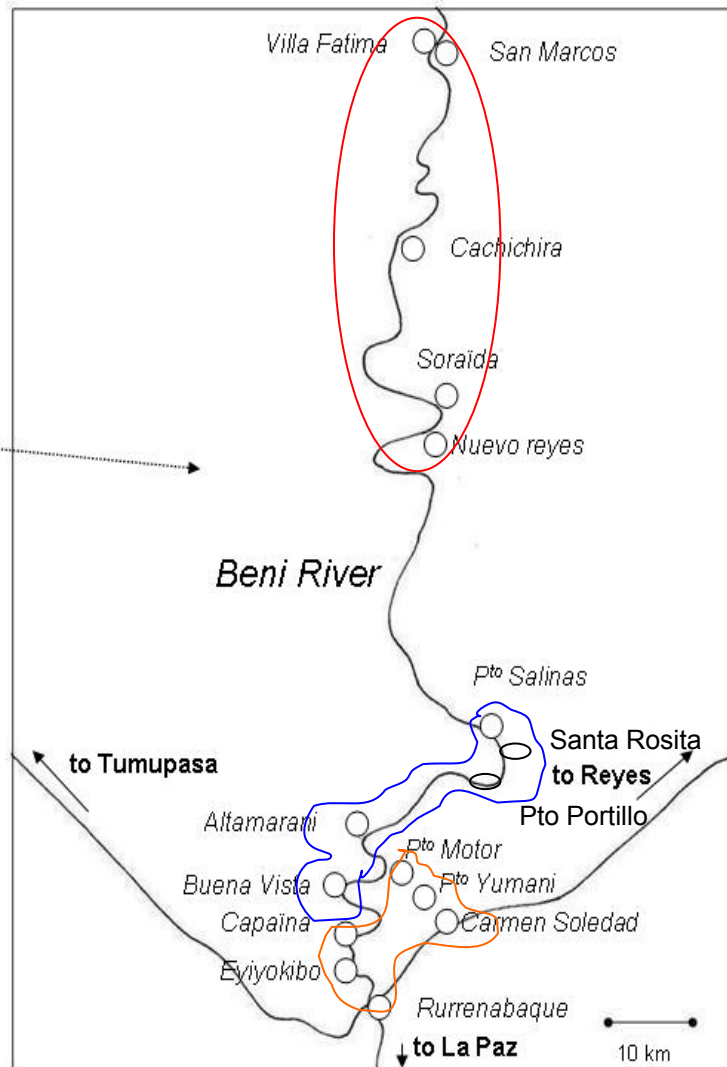 Villa Fatima
San Marcos
Cachichira
Soraïda
Nuevo reyes
Beni River
Pto Salinas
Santa Rosita
to Tumupasa
to Reyes
Pto Portillo
Altamarani
Pto Motor
Buena Vista
Pto Yumani
Capaïna
Carmen Soledad
Eyiyokibo
Rurrenabaque
to La Paz
10 km